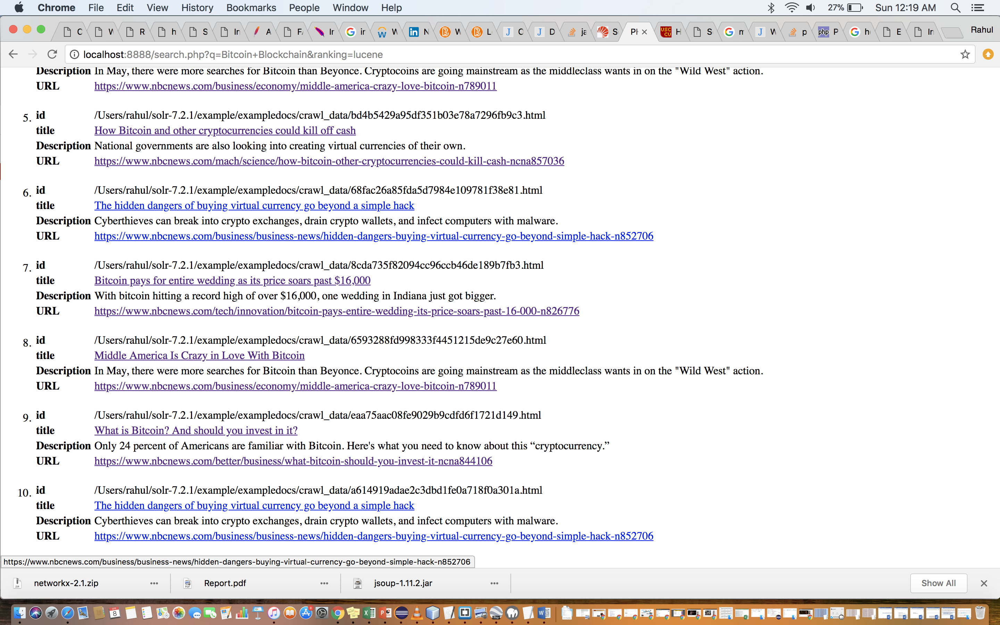 Chrome File Edit View History Bookmarks People Window Help 27% Sun 12:19 AM
C W R h S In A F/ Ir G ir W in N W L J C J D ja S PH USC CU H S G m J W p php P G h E In Rahul
localhost:8888/search.php?q=Bitcoin+Blockchain&ranking=lucene
Description In May, there were more searches for Bitcoin than Beyonce. Cryptocoins are going mainstream as the middleclass wants in on the "Wild West" action.
URL https://www.nbcnews.com/business/economy/middle-america-crazy-love-bitcoin-n789011
5. id /Users/rahul/solr-7.2.1/example/exampledocs/crawl_data/bd4b5429a95df351b03e78a7296fb9c3.html
title How Bitcoin and other cryptocurrencies could kill off cash
Description National governments are also looking into creating virtual currencies of their own.
URL https://www.nbcnews.com/mach/science/how-bitcoin-other-cryptocurrencies-could-kill-cash-ncna857036
6. id /Users/rahul/solr-7.2.1/example/exampledocs/crawl_data/68fac26a85fda5d7984e109781f38e81.html
title The hidden dangers of buying virtual currency go beyond a simple hack
Description Cyberthieves can break into crypto exchanges, drain crypto wallets, and infect computers with malware.
URL https://www.nbcnews.com/business/business-news/hidden-dangers-buying-virtual-currency-go-beyond-simple-hack-n852706
7. id /Users/rahul/solr-7.2.1/example/exampledocs/crawl_data/8cda735f82094cc96ccb46de189b7fb3.html
title Bitcoin pays for entire wedding as its price soars past $16,000
Description With bitcoin hitting a record high of over $16,000, one wedding in Indiana just got bigger.
URL https://www.nbcnews.com/tech/innovation/bitcoin-pays-entire-wedding-its-price-soars-past-16-000-n826776
8. id /Users/rahul/solr-7.2.1/example/exampledocs/crawl_data/6593288fd998333f4451215de9c27e60.html
title Middle America Is Crazy in Love With Bitcoin
Description In May, there were more searches for Bitcoin than Beyonce. Cryptocoins are going mainstream as the middleclass wants in on the "Wild West" action.
URL https://www.nbcnews.com/business/economy/middle-america-crazy-love-bitcoin-n789011
9. id /Users/rahul/solr-7.2.1/example/exampledocs/crawl_data/eaa75aac08fe9029b9cdfd6f1721d149.html
title What is Bitcoin? And should you invest in it?
Description Only 24 percent of Americans are familiar with Bitcoin. Here's what you need to know about this “cryptocurrency.”
URL https://www.nbcnews.com/better/business/what-bitcoin-should-you-invest-it-ncna844106
10. id /Users/rahul/solr-7.2.1/example/exampledocs/crawl_data/a614919adae2c3dbd1fe0a718f0a301a.html
title The hidden dangers of buying virtual currency go beyond a simple hack
Description Cyberthieves can break into crypto exchanges, drain crypto wallets, and infect computers with malware.
URL https://www.nbcnews.com/business/business-news/hidden-dangers-buying-virtual-currency-go-beyond-simple-hack-n852706
https://www.nbcnews.com/business/business-news/hidden-dangers-buying-virtual-currency-go-beyond-simple-hack-n852706
networkx-2.1.zip Report.pdf jsoup-1.11.2.jar Show All